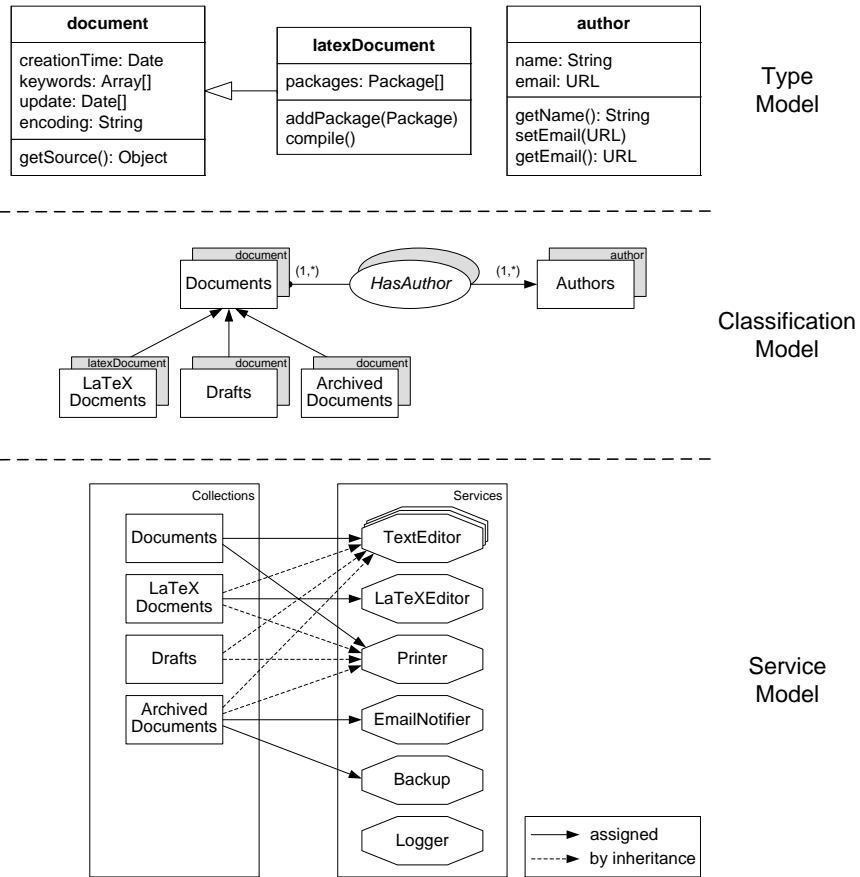 document
creationTime: Date
keywords: Array[]
update: Date[]
encoding: String
getSource(): Object
latexDocument
packages: Package[]
addPackage(Package)
compile()
author
name: String
email: URL
getName(): String
setEmail(URL)
getEmail(): URL
Type
Model
document
Documents
(1,*)
HasAuthor
(1,*)
author
Authors
latexDocument
LaTeX
Docments
document
Drafts
document
Archived
Documents
Classification
Model
Collections
Documents
LaTeX
Docments
Drafts
Archived
Documents
Services
TextEditor
LaTeXEditor
Printer
EmailNotifier
Backup
Logger
Service
Model
assigned
by inheritance